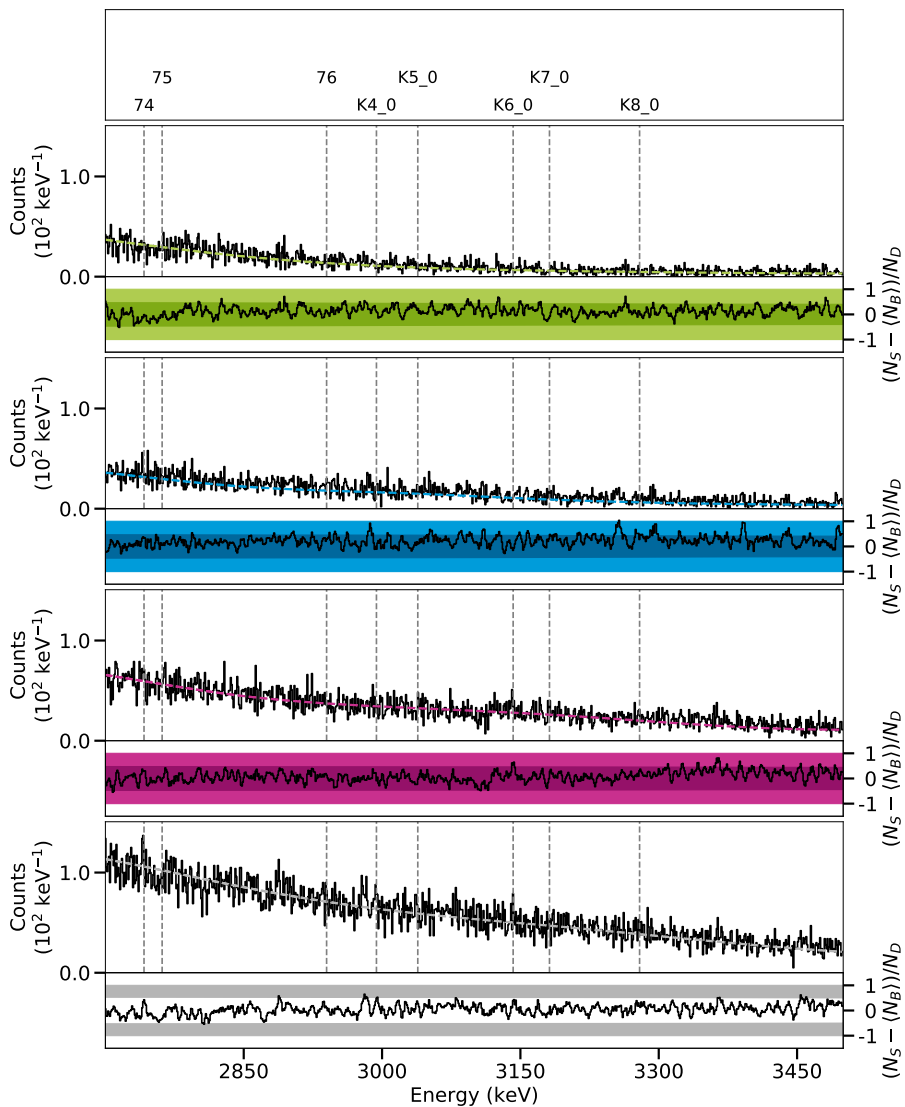 75 76 K5_0 K7_0
74 K4_0 K6_0 K8_0
Counts
(10² keV⁻¹)
1.0
0.0
1
0
-1
(N_S − ⟨N_B⟩)/N_D
Counts
(10² keV⁻¹)
1.0
0.0
1
0
-1
(N_S − ⟨N_B⟩)/N_D
Counts
(10² keV⁻¹)
1.0
0.0
1
0
-1
(N_S − ⟨N_B⟩)/N_D
Counts
(10² keV⁻¹)
1.0
0.0
1
0
-1
(N_S − ⟨N_B⟩)/N_D
2850 3000 3150 3300 3450
Energy (keV)